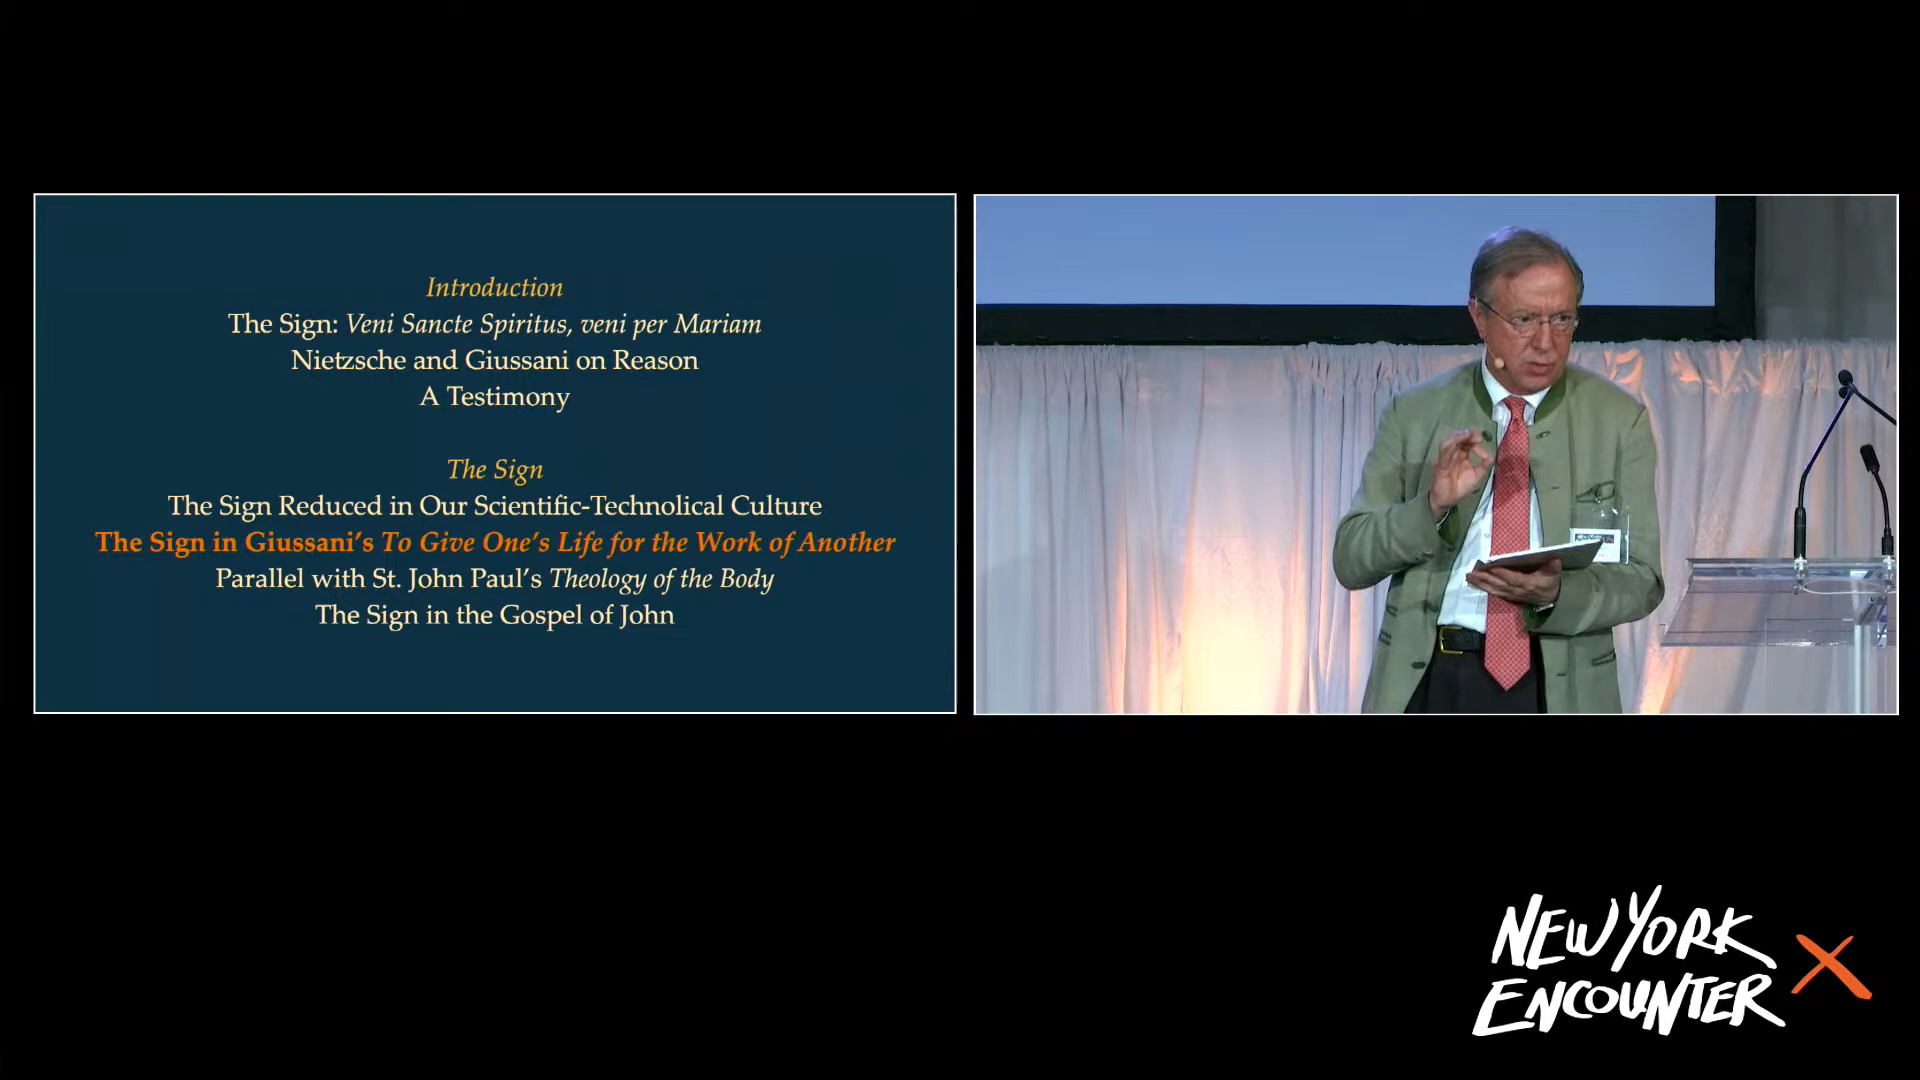 Introduction
The Sign: Veni Sancte Spiritus, veni per Mariam
Nietzsche and Giussani on Reason
A Testimony
The Sign
The Sign Reduced in Our Scientific-Technolical Culture
The Sign in Giussani's To Give One's Life for the Work of Another
Parallel with St. John Paul's Theology of the Body
The Sign in the Gospel of John
NEW YORK
ENCOUNTER